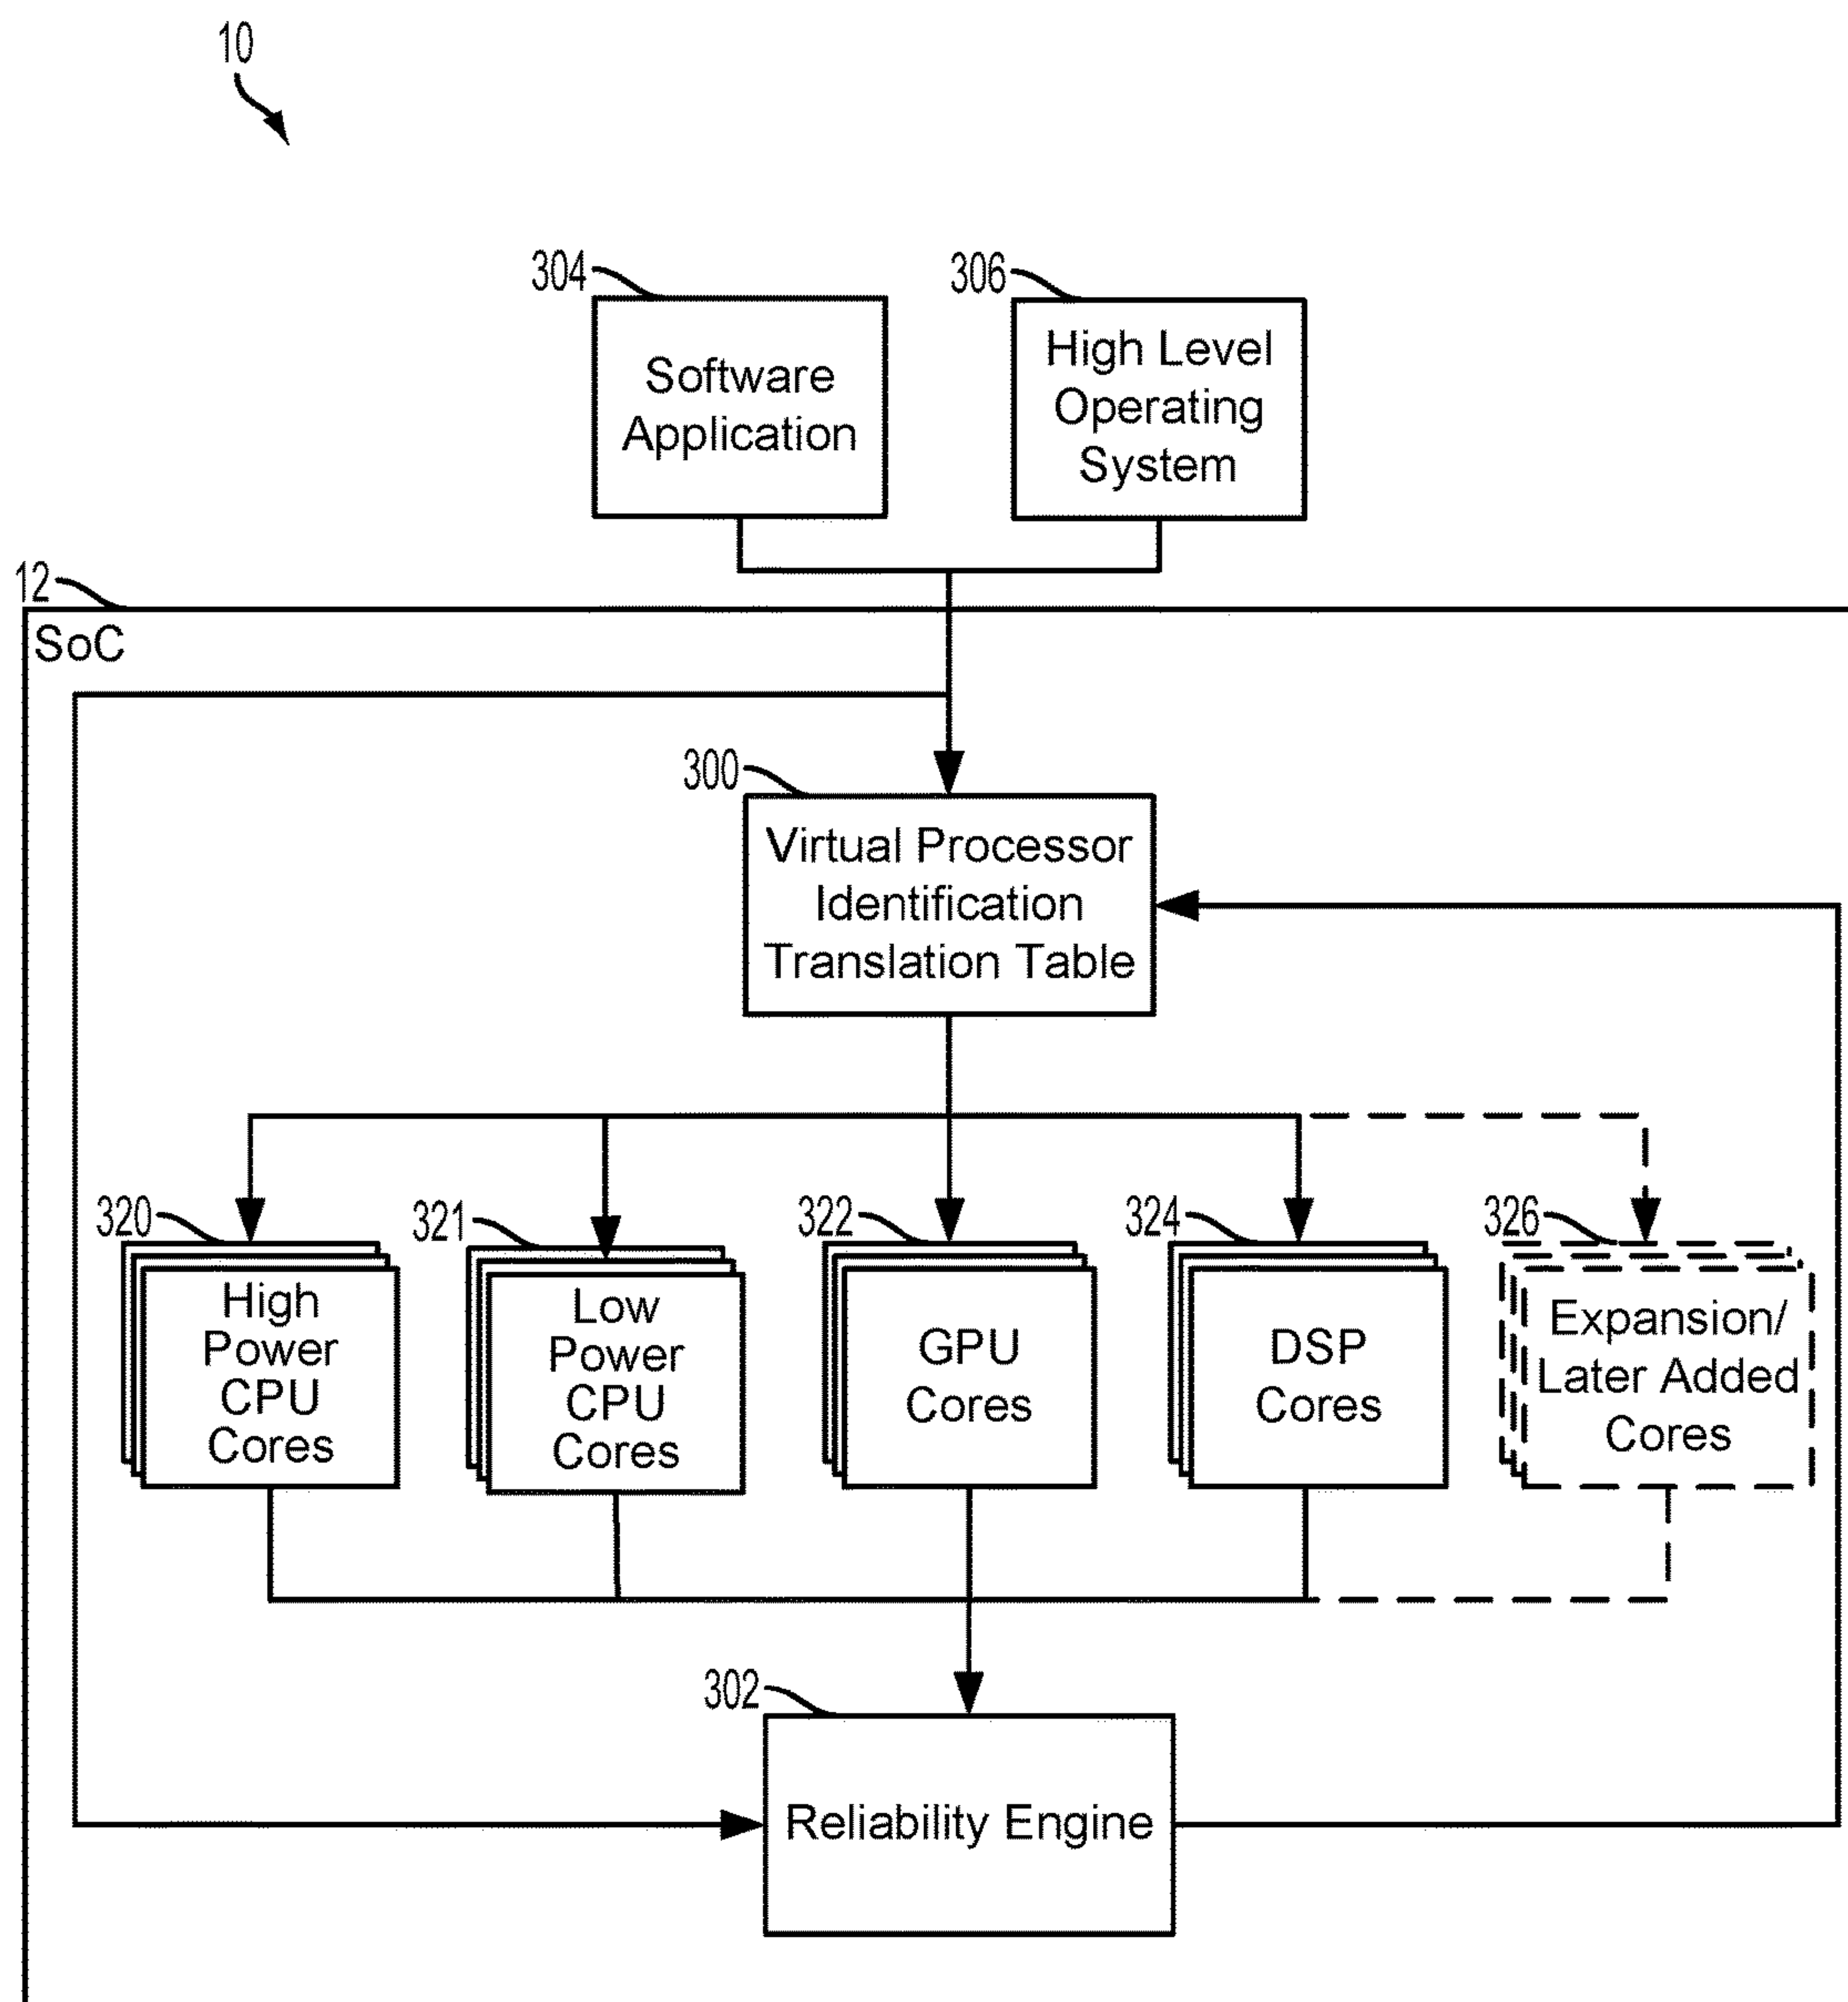 10
304
306
Software
Application
High Level
Operating
System
12
SoC
300
Virtual Processor
Identification
Translation Table
320
321
322
324
326
High
Power
CPU
Cores
Low
Power
CPU
Cores
GPU
Cores
DSP
Cores
Expansion/
Later Added
Cores
302
Reliability Engine